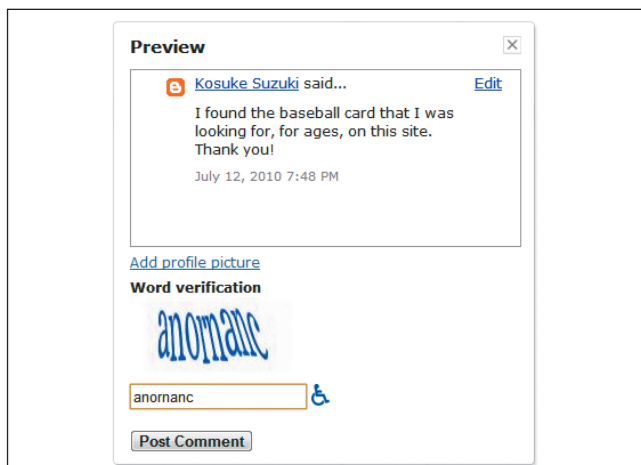 Preview
Kosuke Suzuki said... Edit
I found the baseball card that I was
looking for, for ages, on this site.
Thank you!
July 12, 2010 7:48 PM
Add profile picture
Word verification
anornanc
anornanc
Post Comment